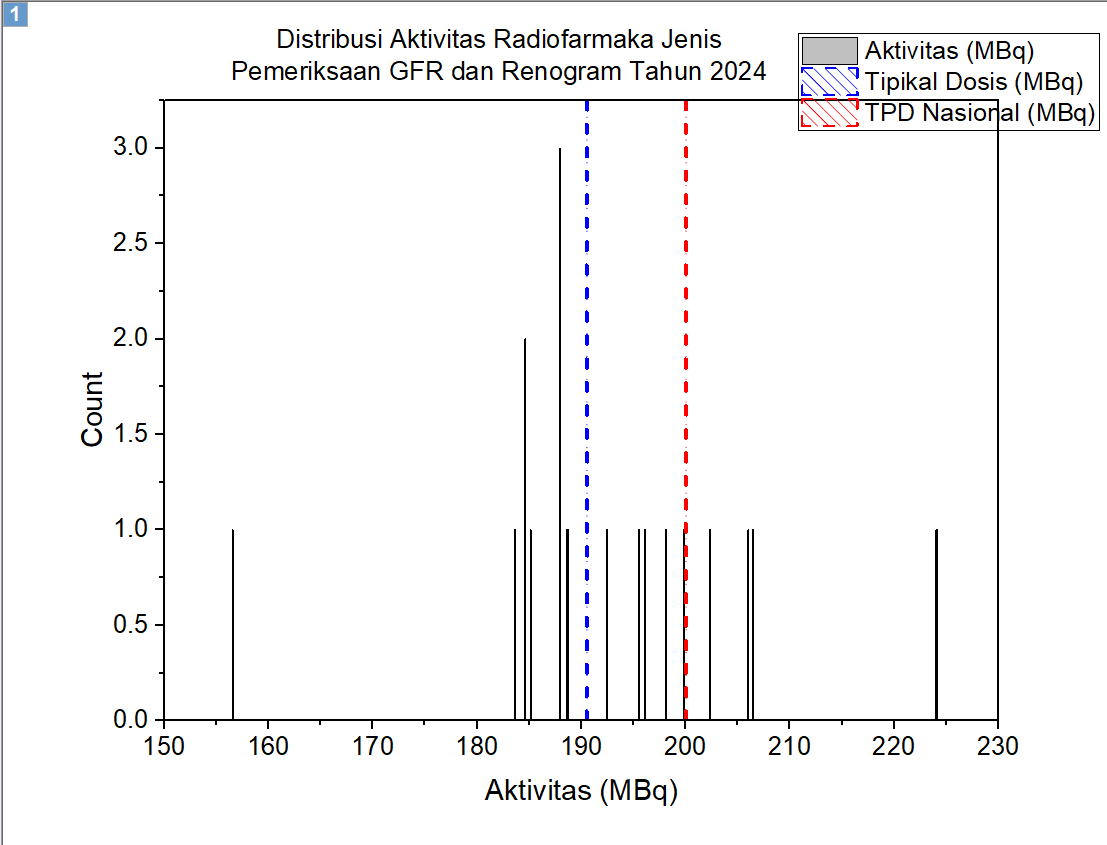 1
Distribusi Aktivitas Radiofarmaka Jenis
Pemeriksaan GFR dan Renogram Tahun 2024
Aktivitas (MBq)
Tipikal Dosis (MBq)
TPD Nasional (MBq)
3.0
2.5
2.0
1.5
1.0
0.5
0.0
Count
150 160 170 180 190 200 210 220 230
Aktivitas (MBq)